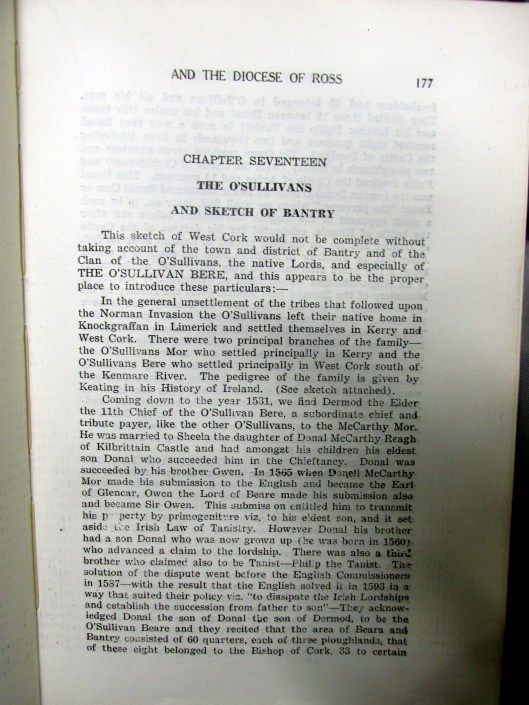 AND THE DIOCESE OF ROSS 177
CHAPTER SEVENTEEN
THE O'SULLIVANS
AND SKETCH OF BANTRY
This sketch of West Cork would not be complete without
taking account of the town and district of Bantry and of the
Clan of the O'Sullivans, the native Lords, and especially of
THE O'SULLIVAN BERE, and this appears to be the proper
place to introduce these particulars:—
In the general unsettlement of the tribes that followed upon
the Norman Invasion the O'Sullivans left their native home in
Knockgraffan in Limerick and settled themselves in Kerry and
West Cork. There were two principal branches of the family—
the O'Sullivans Mor who settled principally in Kerry and the
O'Sullivans Bere who settled principally in West Cork south of
the Kenmare River. The pedigree of the family is given by
Keating in his History of Ireland. (See sketch attached).
Coming down to the year 1531, we find Dermod the Elder
the 11th Chief of the O'Sullivan Bere, a subordinate chief and
tribute payer, like the other O'Sullivans, to the McCarthy Mor.
He was married to Sheela the daughter of Donal McCarthy Reagh
of Kilbrittain Castle and had amongst his children his eldest
son Donal who succeeded him in the Chieftancy. Donal was
succeeded by his brother Owen. In 1565 when Donell McCarthy
Mor made his submission to the English and became the Earl
of Glencar, Owen the Lord of Beare made his submission also
and became Sir Owen. This submiss on entitled him to transmit
his p perty by primogeniture viz. to his eldest son, and it set
aside the Irish Law of Tanistry. However Donal his brother
had a son Donal who was now grown up (he was born in 1560)
who advanced a claim to the lordship. There was also a third
brother who claimed also to be Tanist—Philip the Tanist. The
solution of the dispute went before the English Commissioners
in 1587—with the result that the English solved it in 1593 in a
way that suited their policy viz. "to dissipate the Irish Lordships
and establish the succession from father to son"—They acknow-
ledged Donal the son of Donal the son of Dermod, to be the
O'Sullivan Beare and they recited that the area of Beara and
Bantry consisted of 60 quarters, each of three ploughlands, that
of these eight belonged to the Bishop of Cork, 33 to certain